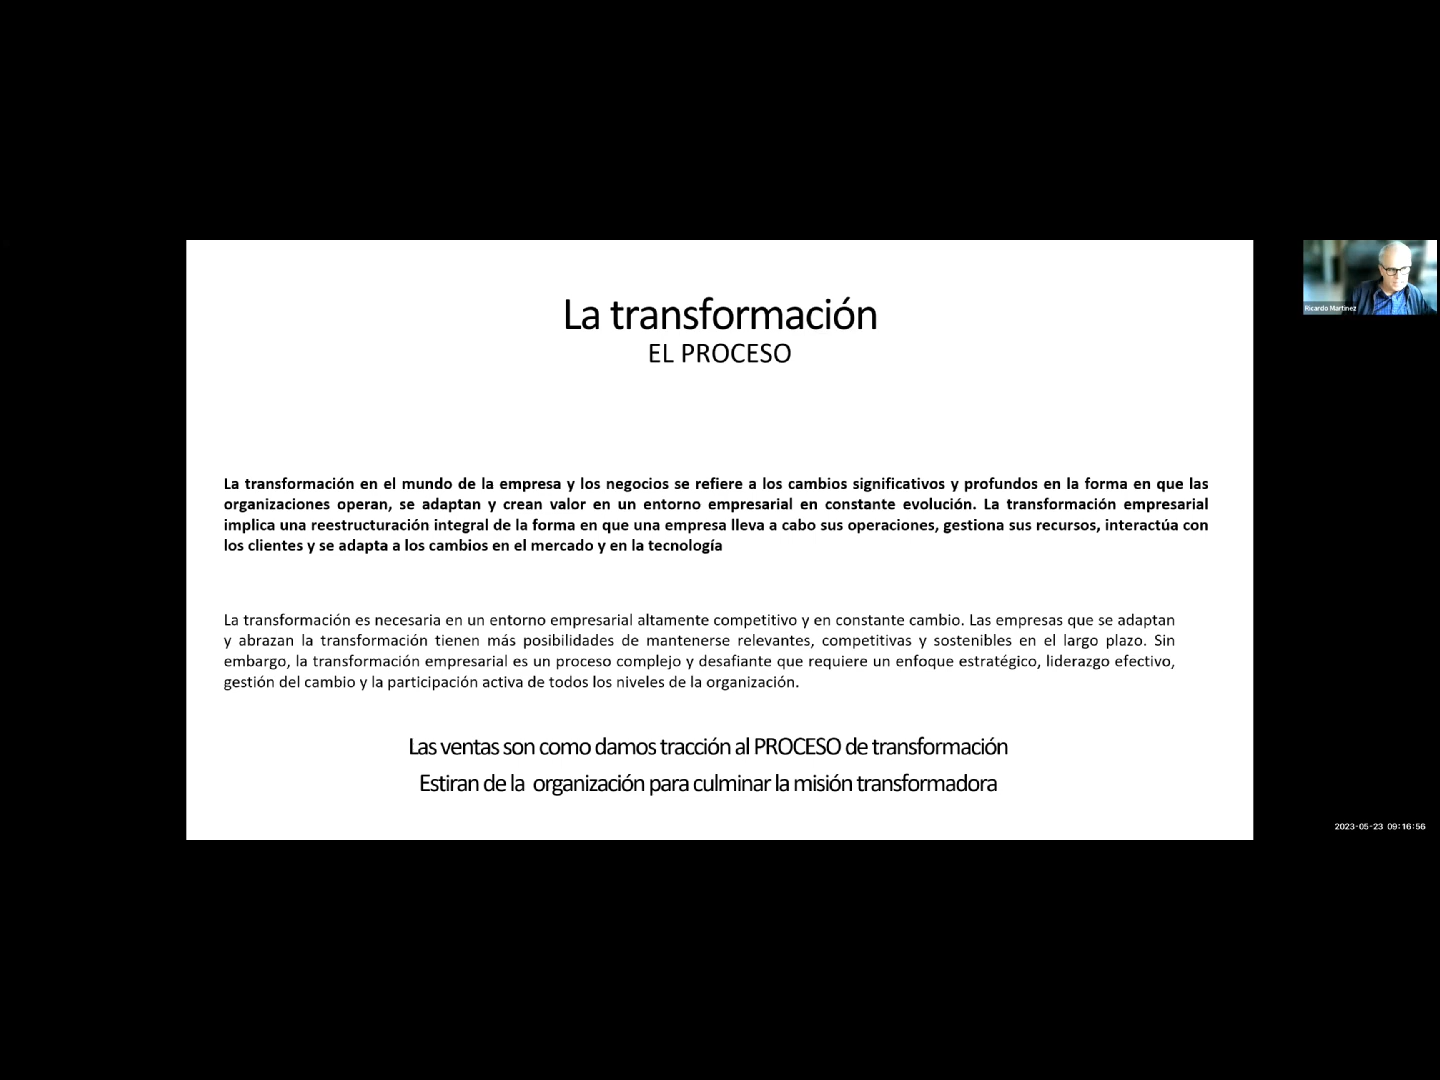 La transformación
EL PROCESO
La transformación en el mundo de la empresa y los negocios se refiere a los cambios significativos y profundos en la forma en que las
organizaciones operan, se adaptan y crean valor en un entorno empresarial en constante evolución. La transformación empresarial
implica una reestructuración integral de la forma en que una empresa lleva a cabo sus operaciones, gestiona sus recursos, interactúa con
los clientes y se adapta a los cambios en el mercado y en la tecnología
La transformación es necesaria en un entorno empresarial altamente competitivo y en constante cambio. Las empresas que se adaptan
y abrazan la transformación tienen más posibilidades de mantenerse relevantes, competitivas y sostenibles en el largo plazo. Sin
embargo, la transformación empresarial es un proceso complejo y desafiante que requiere un enfoque estratégico, liderazgo efectivo,
gestión del cambio y la participación activa de todos los niveles de la organización.
Las ventas son como damos tracción al PROCESO de transformación
Estiran de la organización para culminar la misión transformadora
Ricardo Martinez
2023-05-23 09:16:56